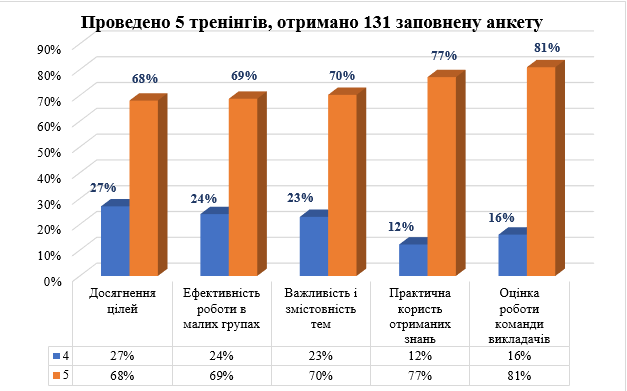 Проведено 5 тренінгів, отримано 131 заповнену анкету
90%
80%
70%
60%
50%
40%
30%
20%
10%
0%
27%
68%
24%
69%
23%
70%
12%
77%
16%
81%
Досягнення
цілей
Ефективність
роботи в
малих групах
Важливість і
змістовність
тем
Практична
користь
отриманих
знань
Оцінка
роботи
команди
викладачів
4 27% 24% 23% 12% 16%
5 68% 69% 70% 77% 81%